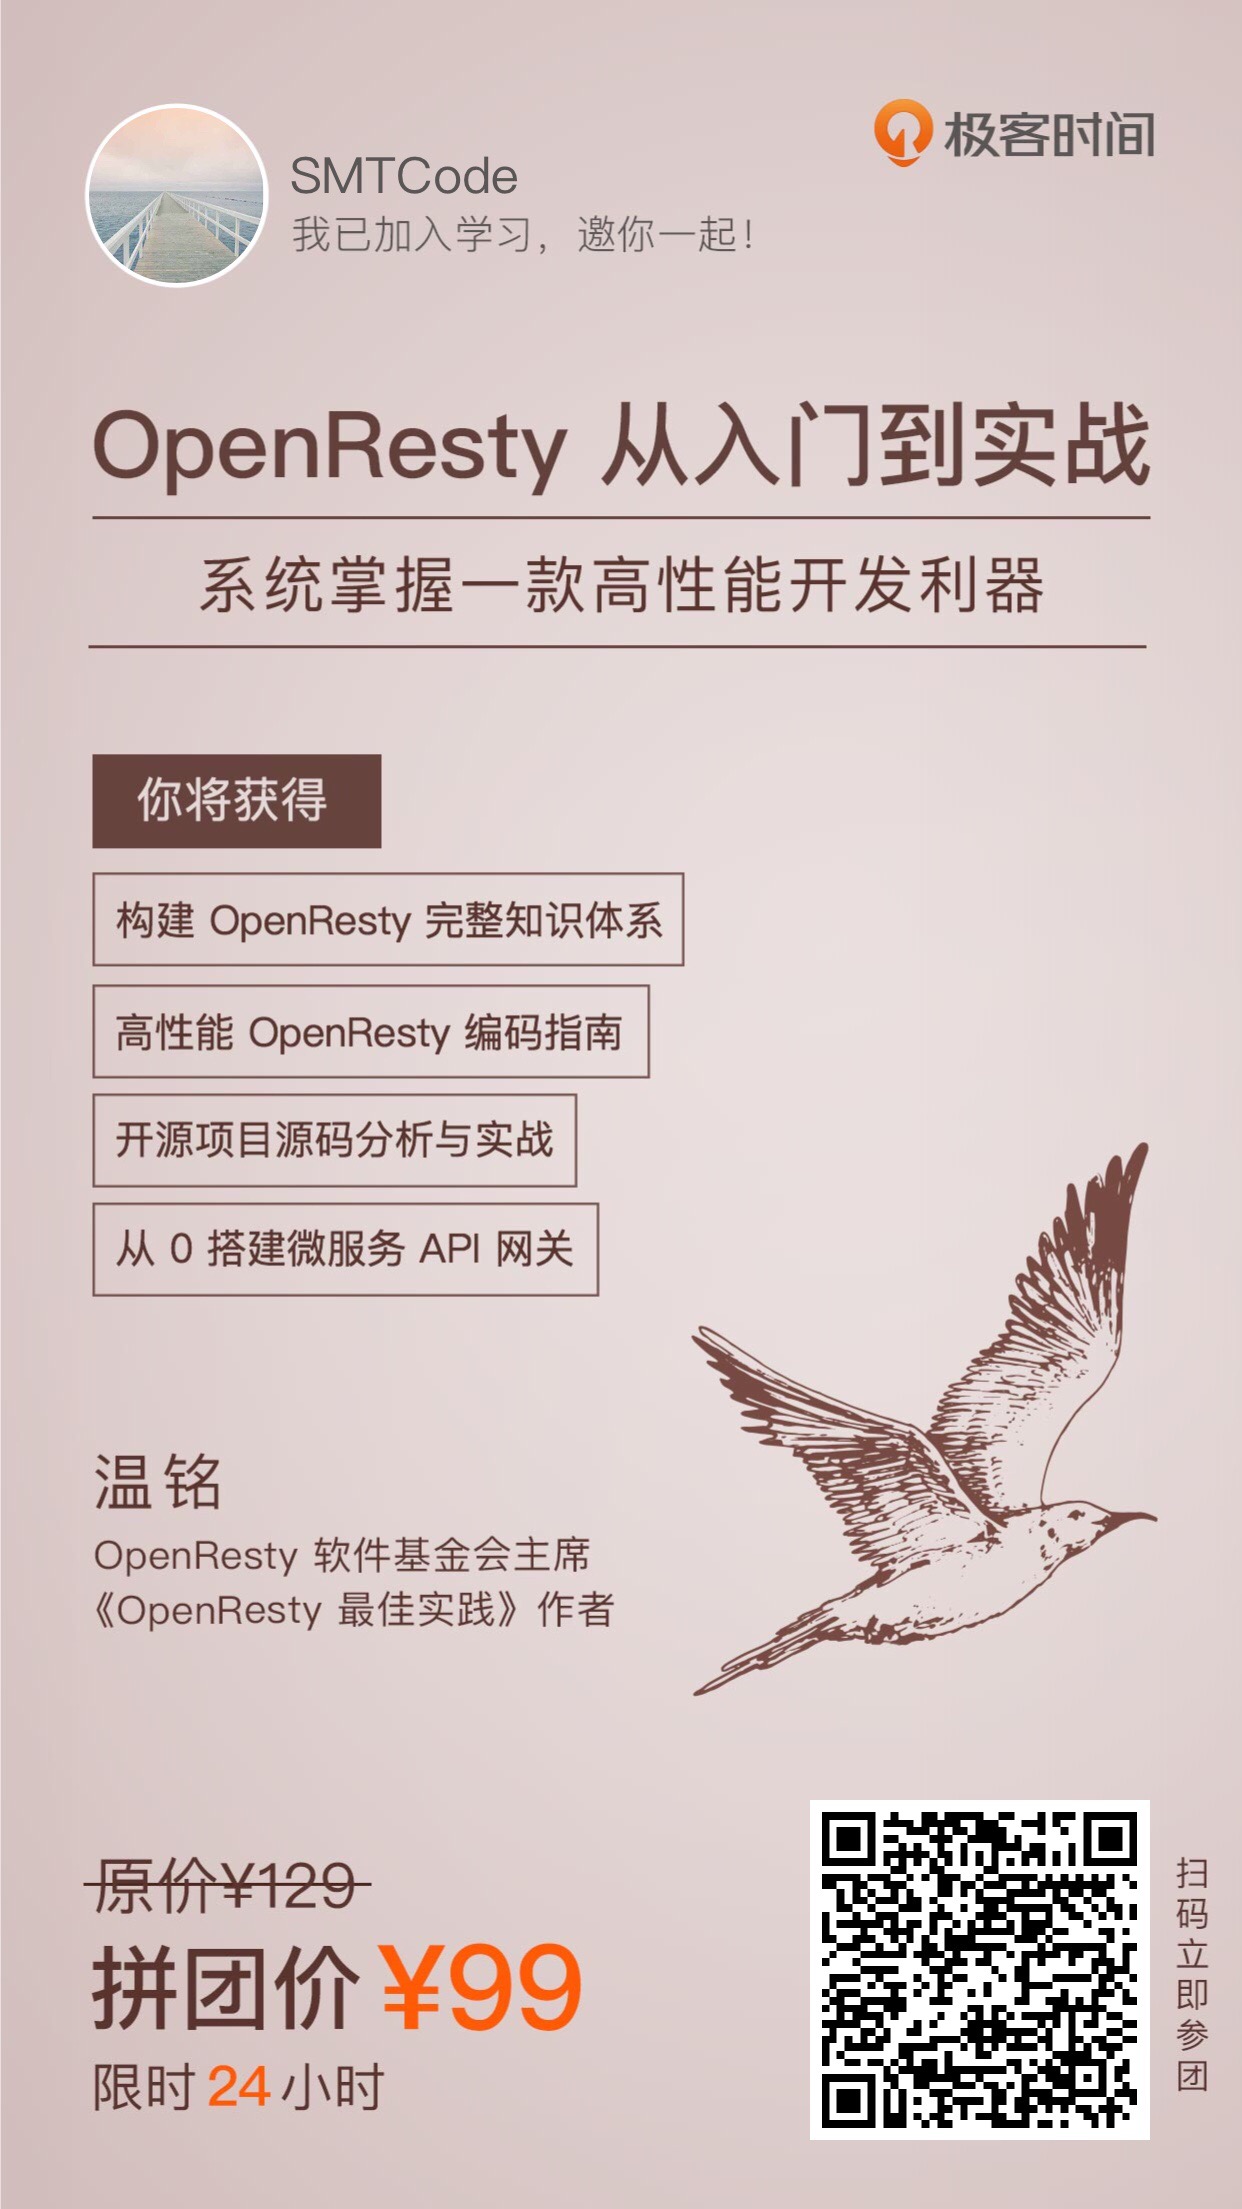 极客时间
SMTCode
我已加入学习，邀你一起！
OpenResty 从入门到实战
系统掌握一款高性能开发利器
你将获得
构建 OpenResty 完整知识体系
高性能 OpenResty 编码指南
开源项目源码分析与实战
从 0 搭建微服务 API 网关
温铭
OpenResty 软件基金会主席
《OpenResty 最佳实践》作者
原价¥129
拼团价 ¥99
限时 24 小时
扫码立即参团